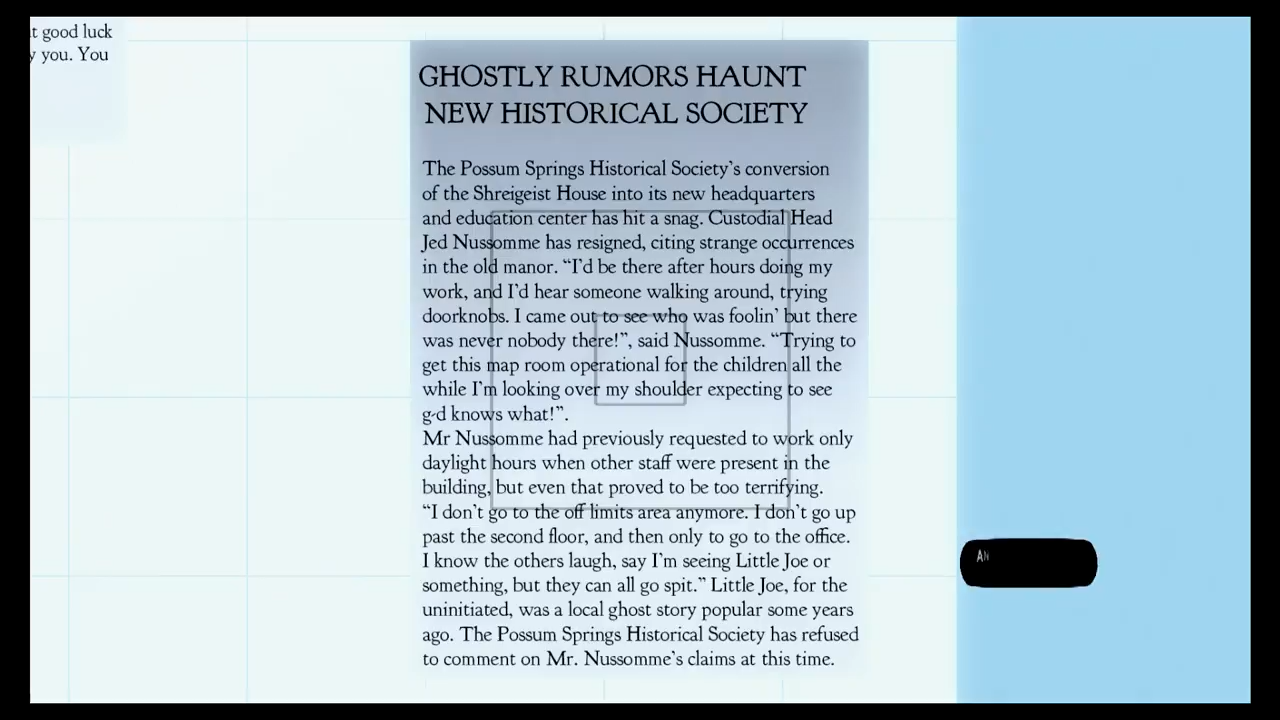 t good luck
y you. You
GHOSTLY RUMORS HAUNT
NEW HISTORICAL SOCIETY
The Possum Springs Historical Society’s conversion
of the Shreigeist House into its new headquarters
and education center has hit a snag. Custodial Head
Jed Nussomme has resigned, citing strange occurrences
in the old manor. “I’d be there after hours doing my
work, and I’d hear someone walking around, trying
doorknobs. I came out to see who was foolin’ but there
was never nobody there!”, said Nussomme. “Trying to
get this map room operational for the children all the
while I’m looking over my shoulder expecting to see
g-d knows what!”.
Mr Nussomme had previously requested to work only
daylight hours when other staff were present in the
building, but even that proved to be too terrifying.
“I don’t go to the off limits area anymore. I don’t go up
past the second floor, and then only to go to the office.
I know the others laugh, say I’m seeing Little Joe or
something, but they can all go spit.” Little Joe, for the
uninitiated, was a local ghost story popular some years
ago. The Possum Springs Historical Society has refused
to comment on Mr. Nussomme’s claims at this time.
AN